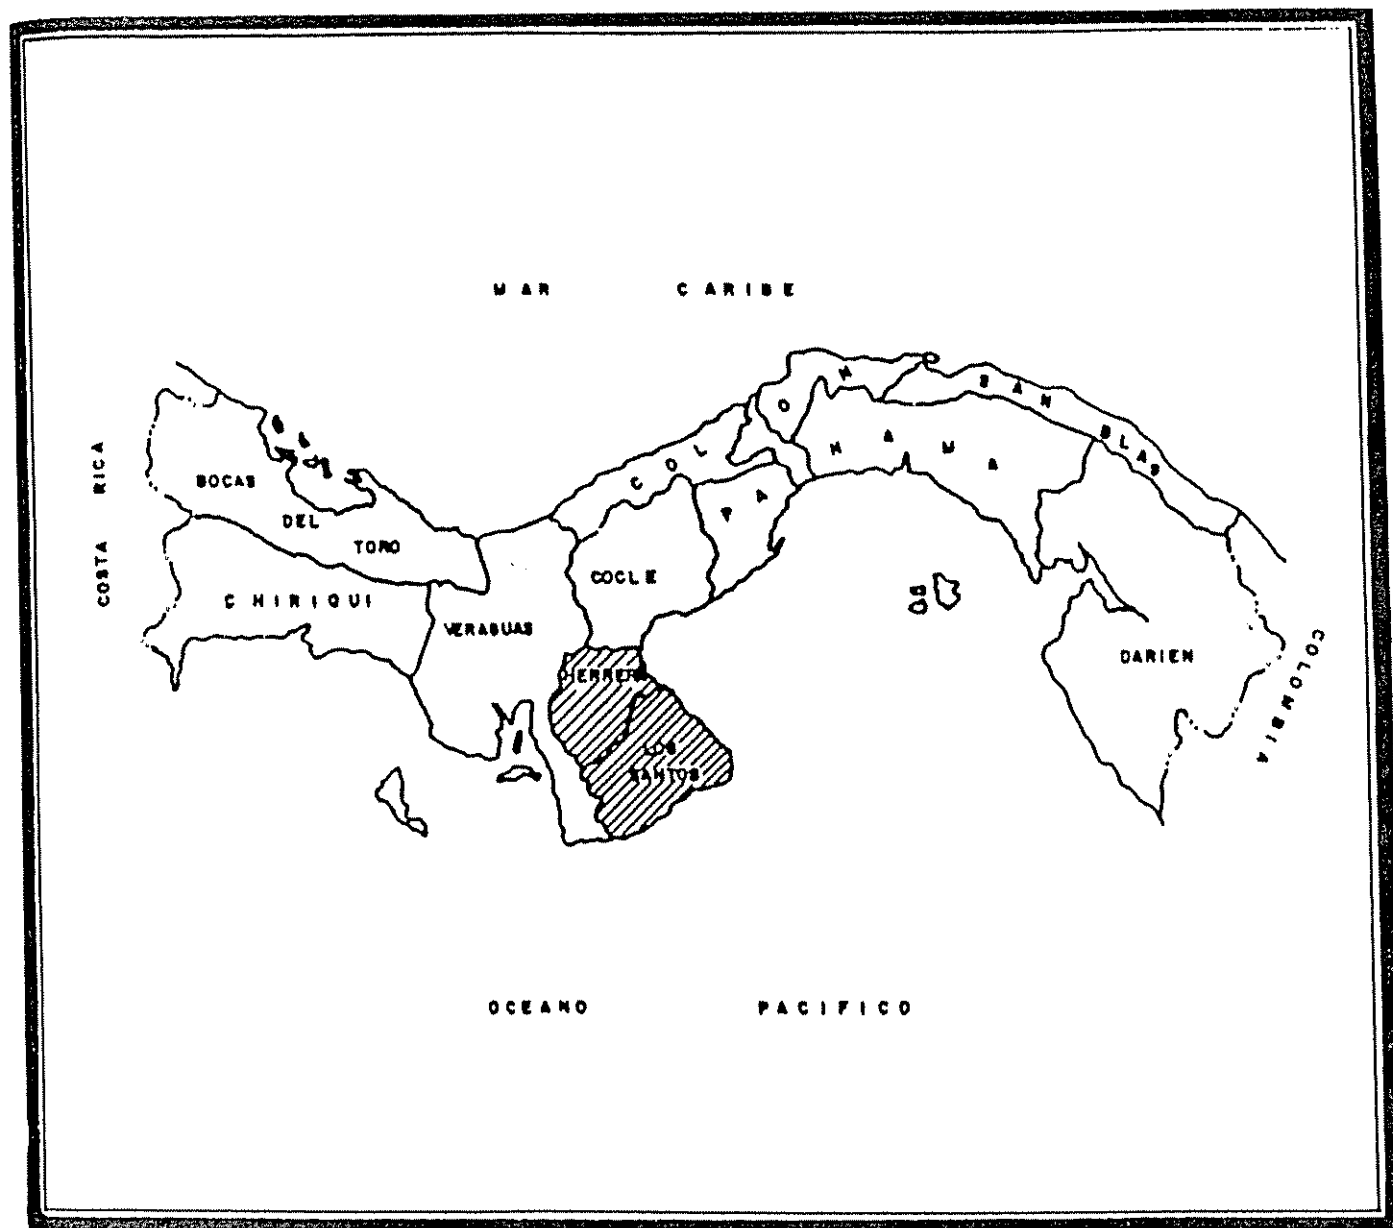 MAR CARIBE
COSTA RICA
BOCAS
DEL
TORO
CHIRIQUI
VERAGUAS
COCLE
COLON
PANAMA
SAN BLAS
HERRERA
LOS
SANTOS
DARIEN
COLOMBIA
OCEANO PACIFICO